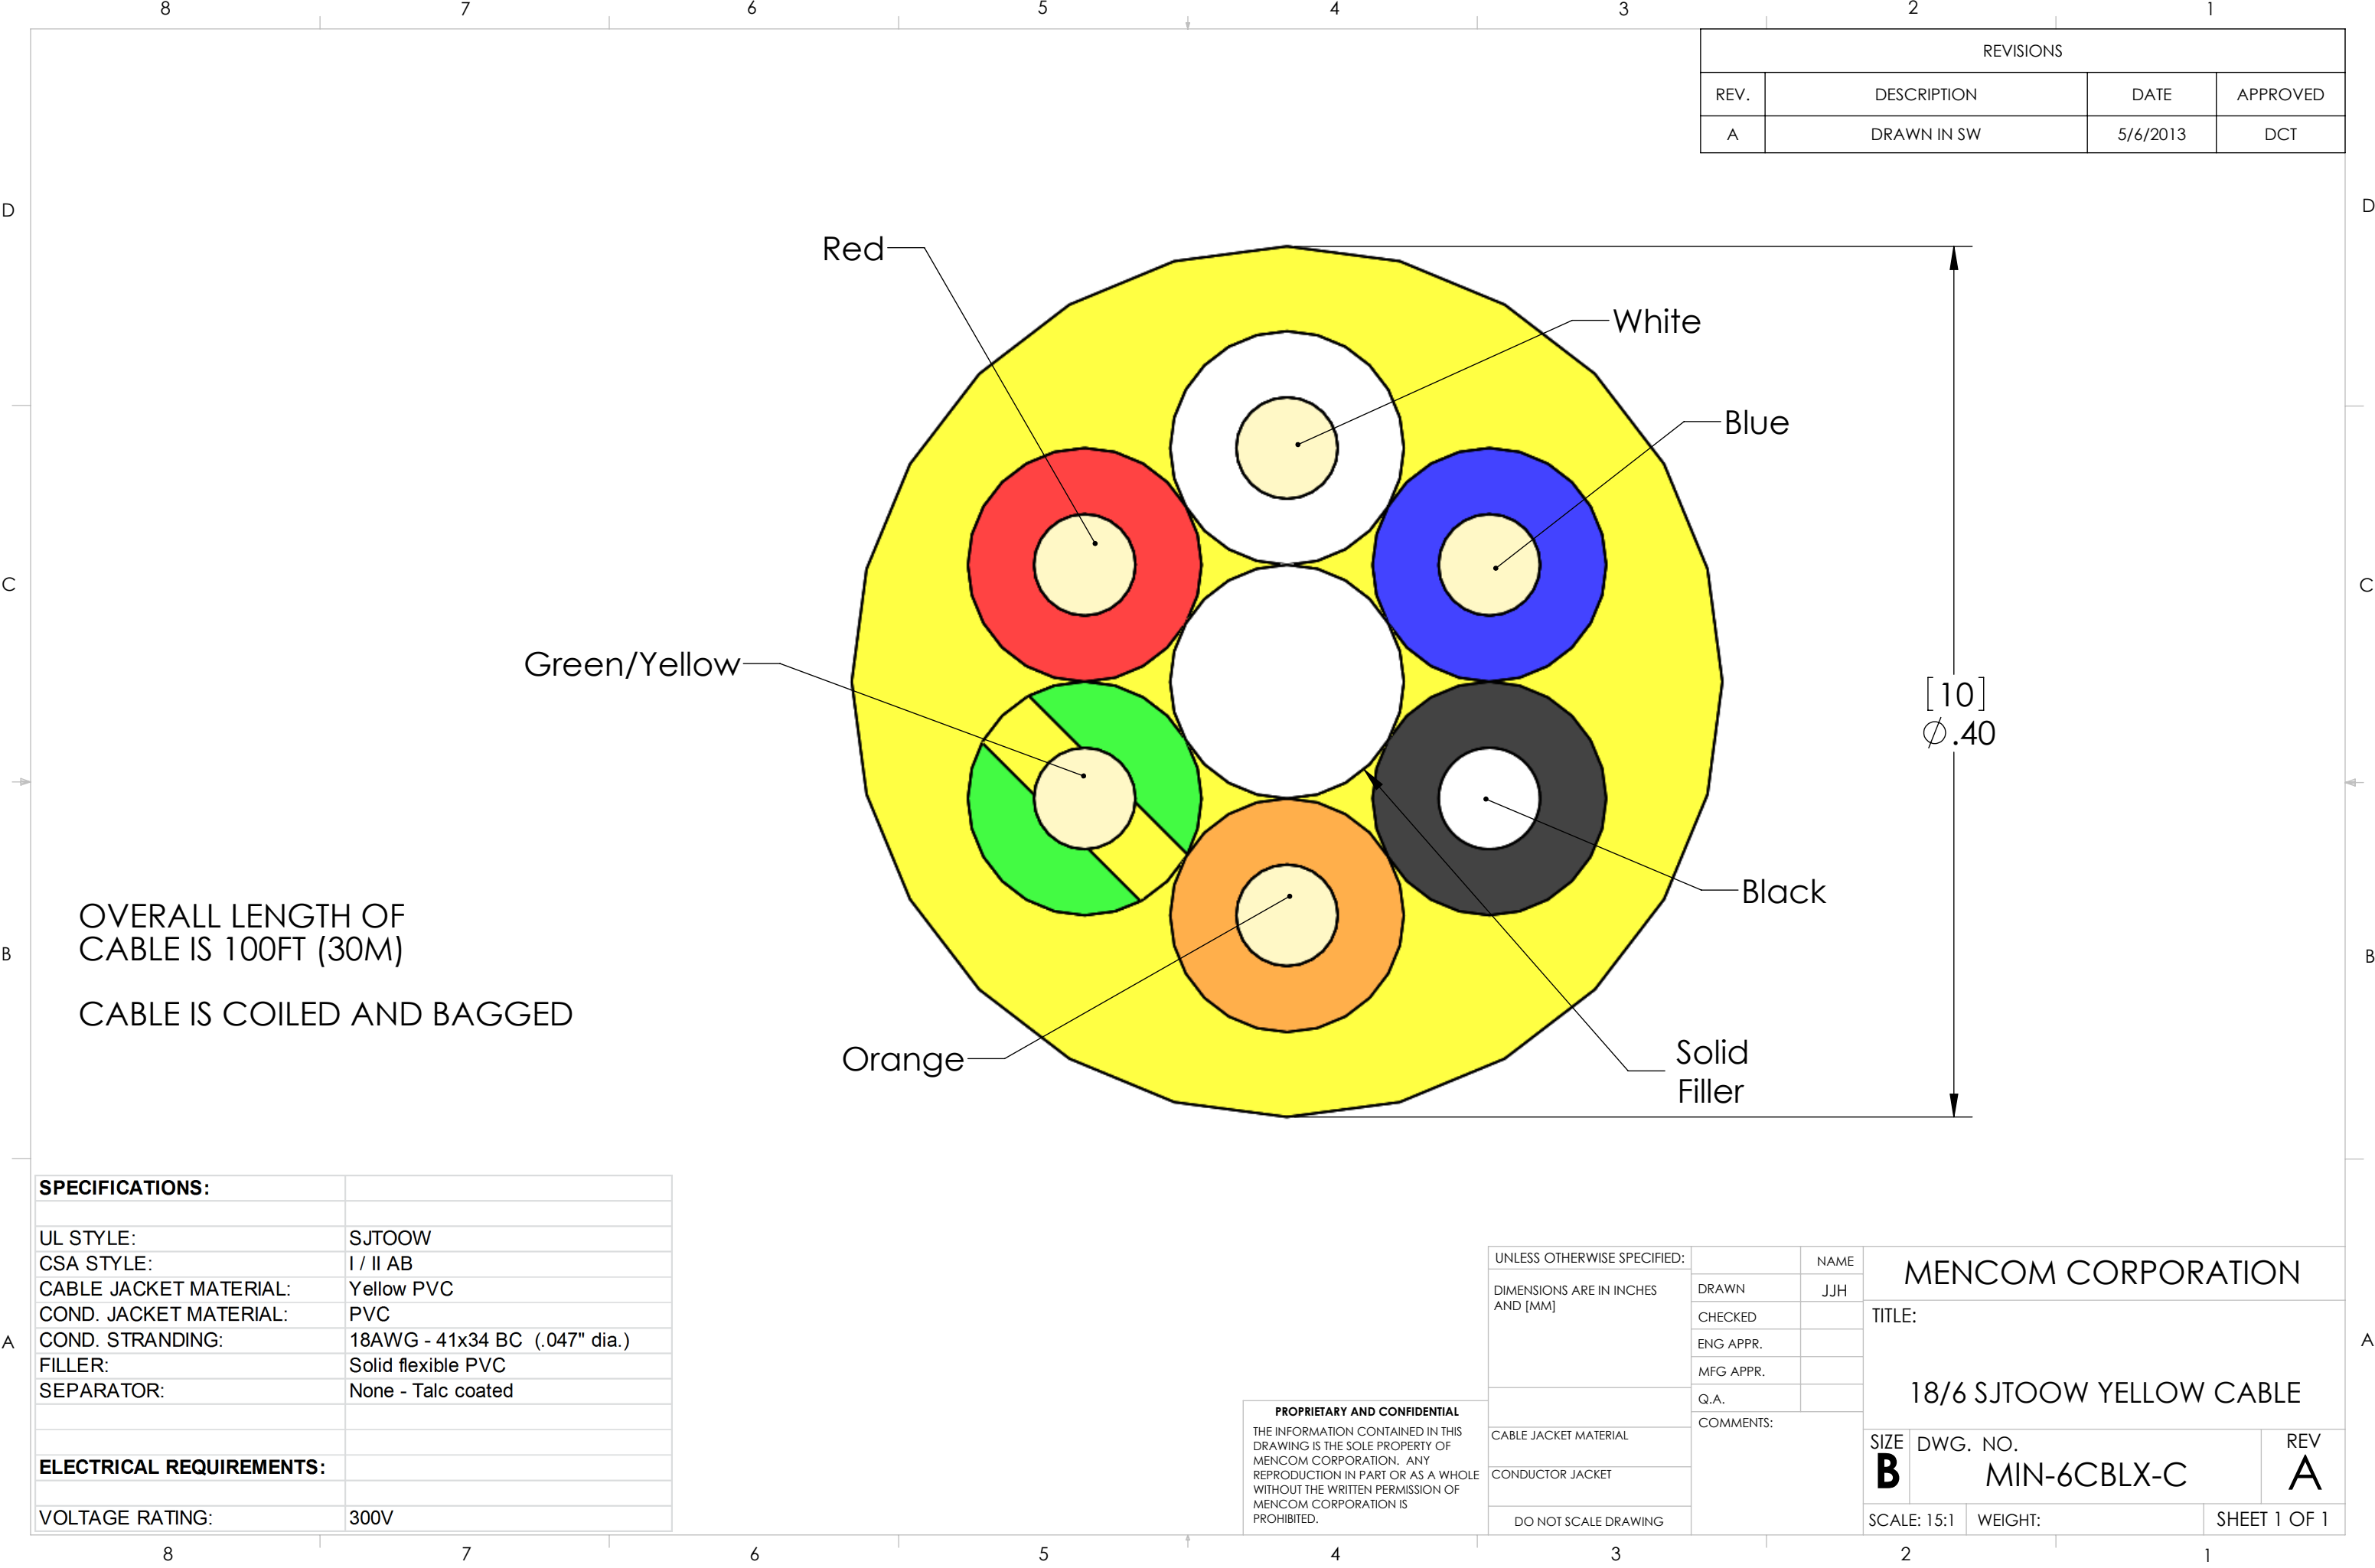 8 7 6 5 4 3 2 1
REVISIONS
REV. DESCRIPTION DATE APPROVED
A DRAWN IN SW 5/6/2013 DCT
D D
Red
White
Blue
C C
Green/Yellow
[10]
∅.40
Black
OVERALL LENGTH OF
CABLE IS 100FT (30M)
B B
CABLE IS COILED AND BAGGED
Orange
Solid
Filler
SPECIFICATIONS:
UL STYLE: SJTOOW
CSA STYLE: I / II AB
CABLE JACKET MATERIAL: Yellow PVC
COND. JACKET MATERIAL: PVC
COND. STRANDING: 18AWG - 41x34 BC (.047" dia.)
FILLER: Solid flexible PVC
SEPARATOR: None - Talc coated
ELECTRICAL REQUIREMENTS:
VOLTAGE RATING: 300V
A A
PROPRIETARY AND CONFIDENTIAL
THE INFORMATION CONTAINED IN THIS
DRAWING IS THE SOLE PROPERTY OF
MENCOM CORPORATION. ANY
REPRODUCTION IN PART OR AS A WHOLE
WITHOUT THE WRITTEN PERMISSION OF
MENCOM CORPORATION IS
PROHIBITED.
UNLESS OTHERWISE SPECIFIED:
DIMENSIONS ARE IN INCHES
AND [MM]
CABLE JACKET MATERIAL
CONDUCTOR JACKET
DO NOT SCALE DRAWING
NAME
DRAWN JJH
CHECKED
ENG APPR.
MFG APPR.
Q.A.
COMMENTS:
MENCOM CORPORATION
TITLE:
18/6 SJTOOW YELLOW CABLE
SIZE DWG. NO. REV
B MIN-6CBLX-C A
SCALE: 15:1 WEIGHT: SHEET 1 OF 1
8 7 6 5 4 3 2 1